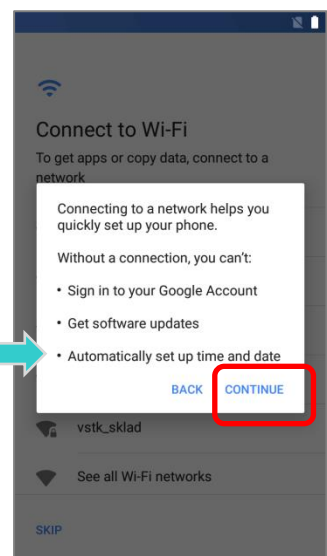 Connect to Wi-Fi
To get apps or copy data, connect to a
network
Connecting to a network helps you
quickly set up your phone.
Without a connection, you can't:
• Sign in to your Google Account
• Get software updates
• Automatically set up time and date
BACK CONTINUE
vstk_sklad
See all Wi-Fi networks
SKIP